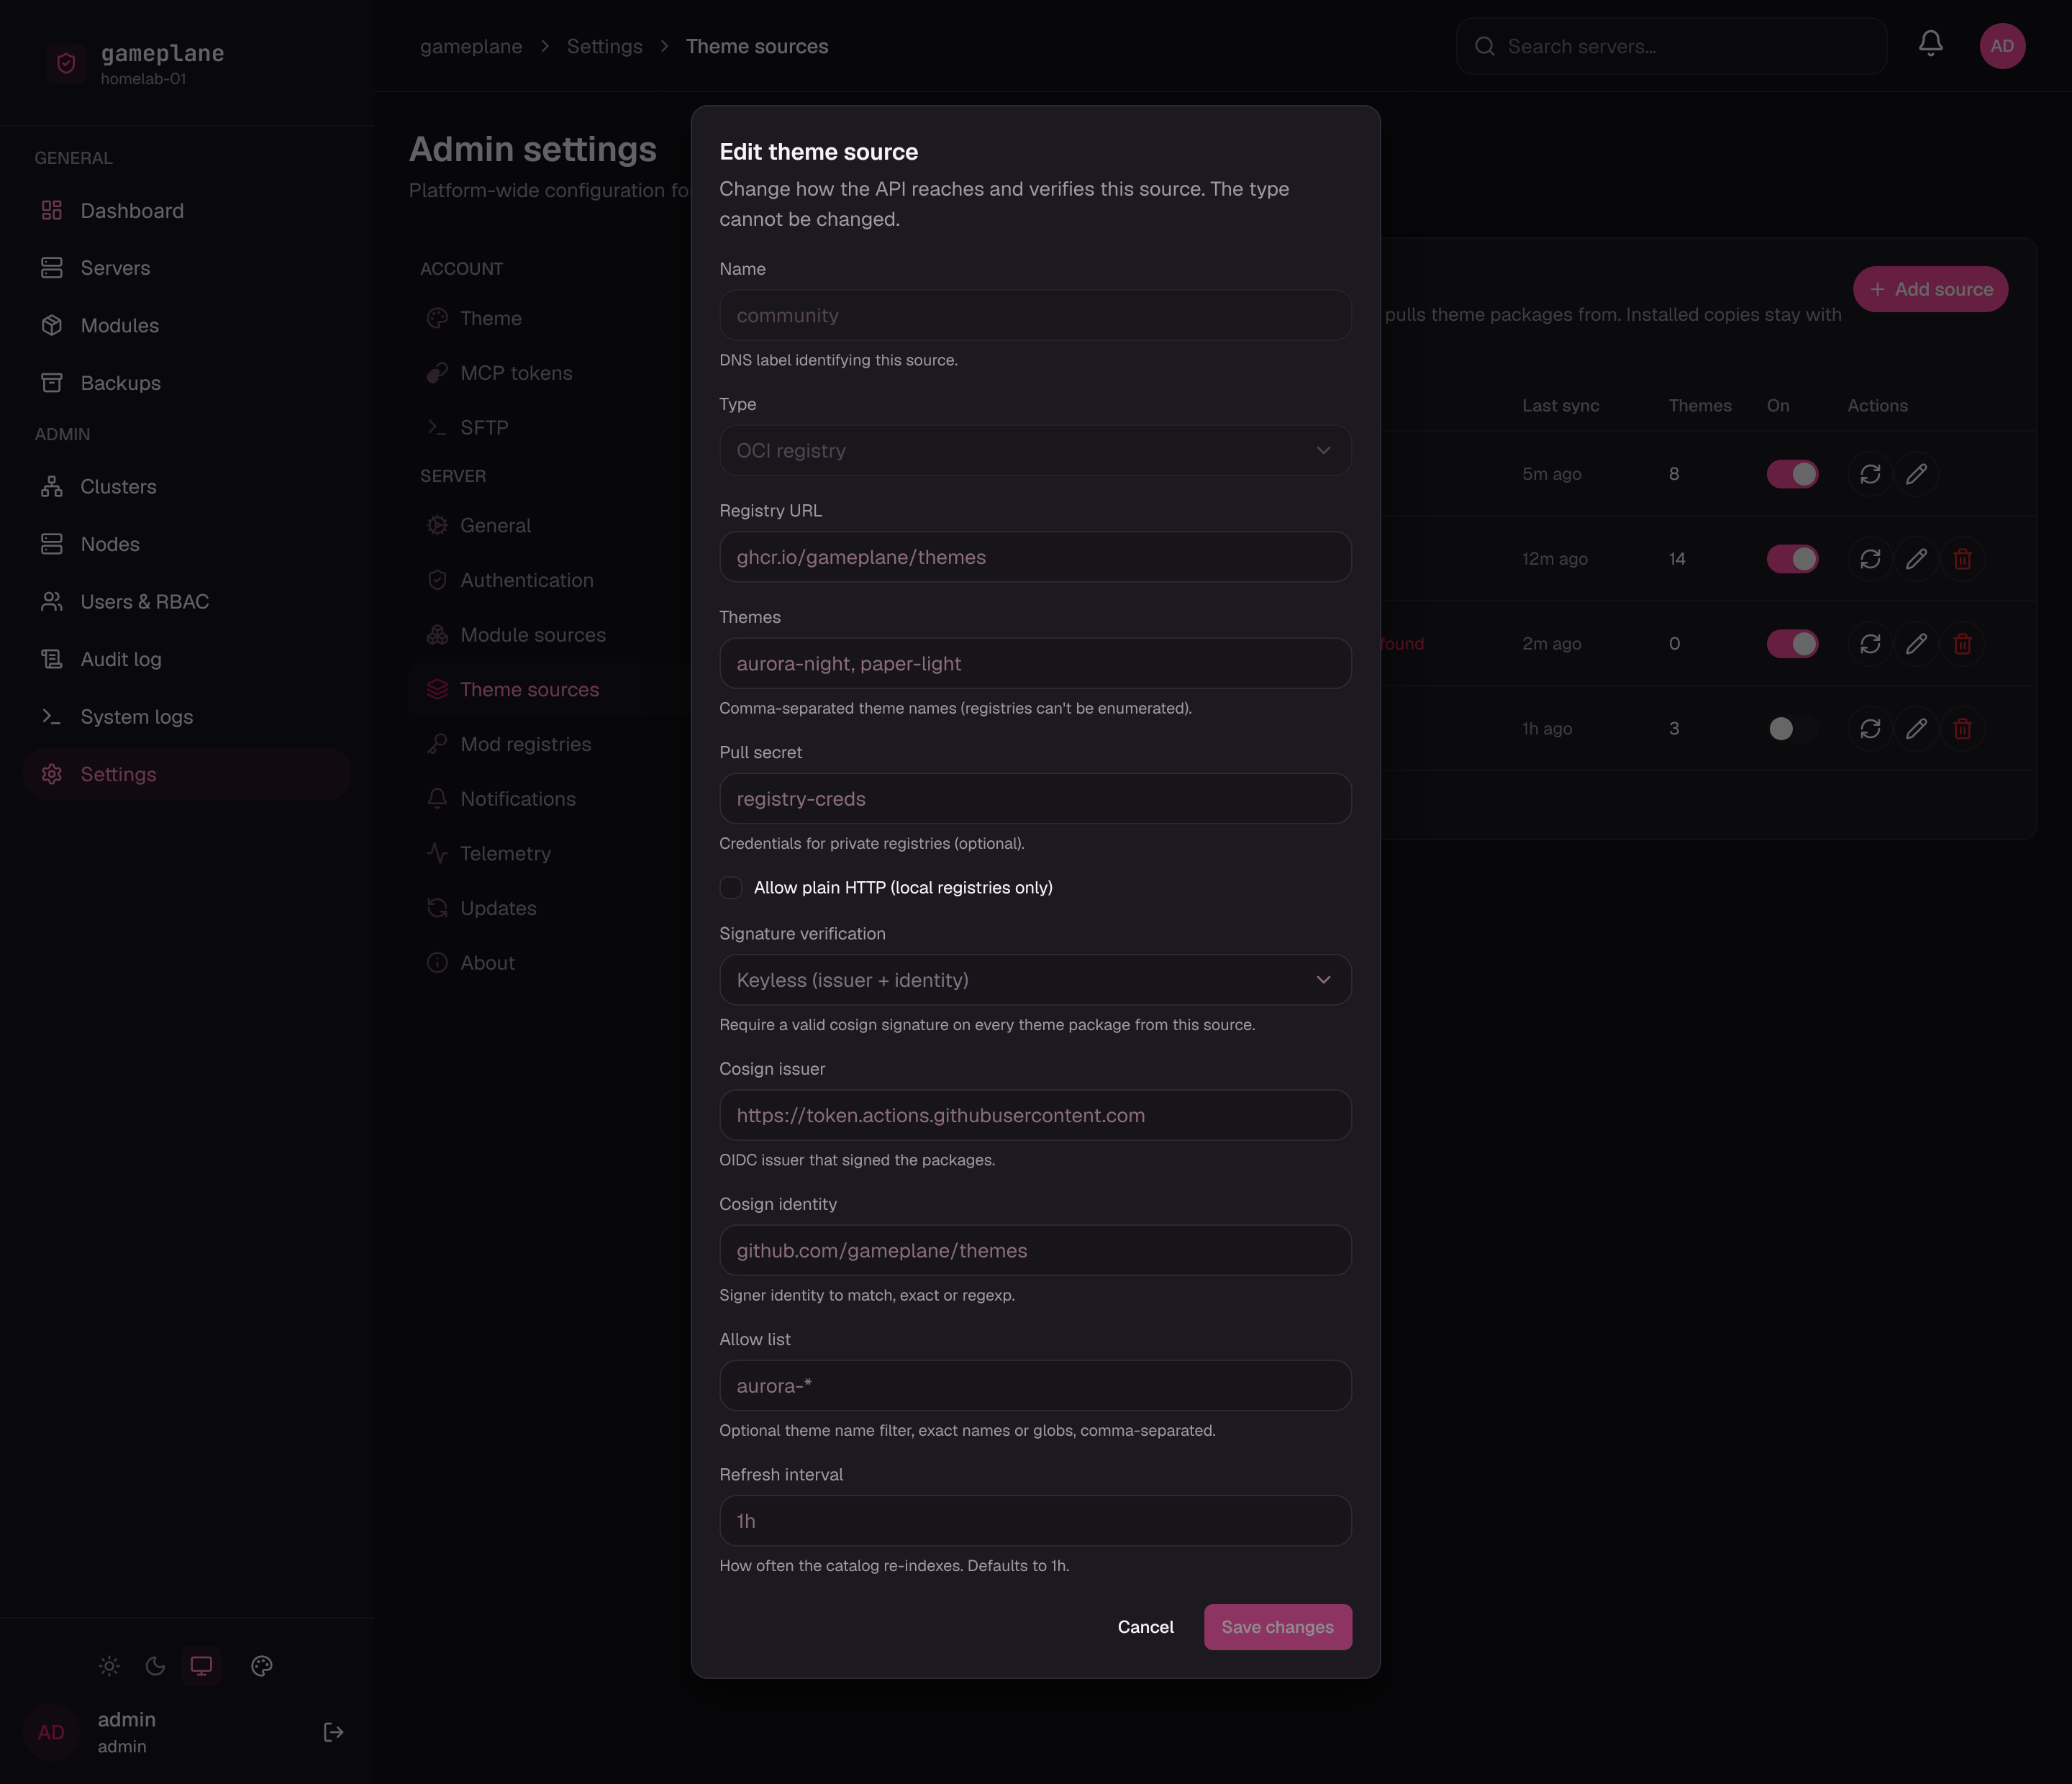 gameplane
homelab-01
GENERAL
Dashboard
Servers
Modules
Backups
ADMIN
Clusters
Nodes
Users & RBAC
Audit log
System logs
Settings
AD
admin
admin
gameplane
Settings
Theme sources
Search servers...
AD
Admin settings
Platform-wide configuration fo
ACCOUNT
Theme
MCP tokens
SFTP
SERVER
General
Authentication
Module sources
Theme sources
Mod registries
Notifications
Telemetry
Updates
About
Add source
pulls theme packages from. Installed copies stay with
Last sync Themes On Actions
5m ago 8
12m ago 14
found 2m ago 0
1h ago 3
Edit theme source
Change how the API reaches and verifies this source. The type
cannot be changed.
Name
community
DNS label identifying this source.
Type
OCI registry
Registry URL
ghcr.io/gameplane/themes
Themes
aurora-night, paper-light
Comma-separated theme names (registries can't be enumerated).
Pull secret
registry-creds
Credentials for private registries (optional).
Allow plain HTTP (local registries only)
Signature verification
Keyless (issuer + identity)
Require a valid cosign signature on every theme package from this source.
Cosign issuer
https://token.actions.githubusercontent.com
OIDC issuer that signed the packages.
Cosign identity
github.com/gameplane/themes
Signer identity to match, exact or regexp.
Allow list
aurora-*
Optional theme name filter, exact names or globs, comma-separated.
Refresh interval
1h
How often the catalog re-indexes. Defaults to 1h.
Cancel
Save changes